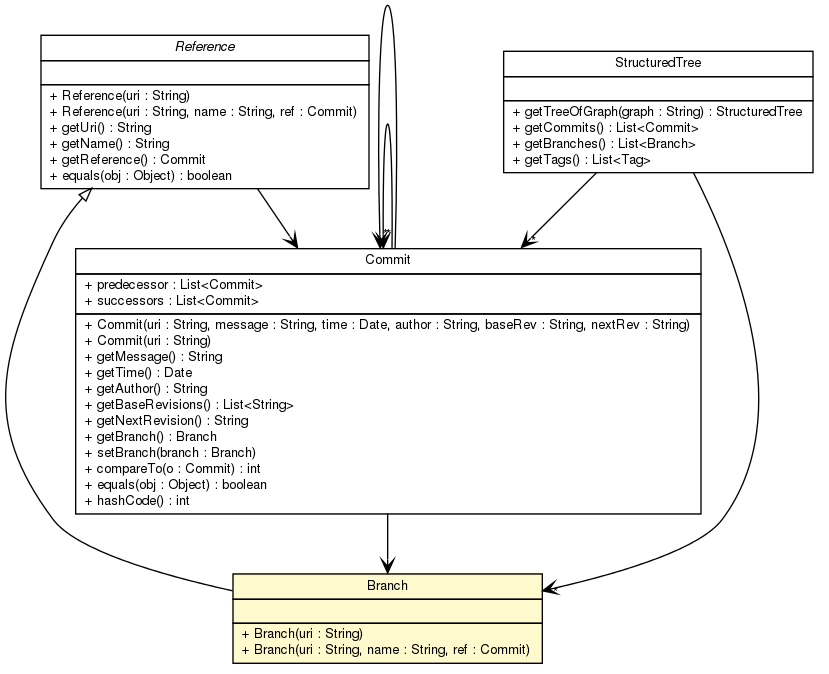 Reference
+ Reference(uri : String)
+ Reference(uri : String, name : String, ref : Commit)
+ getUri() : String
+ getName() : String
+ getReference() : Commit
+ equals(obj : Object) : boolean
StructuredTree
+ getTreeOfGraph(graph : String) : StructuredTree
+ getCommits() : List<Commit>
+ getBranches() : List<Branch>
+ getTags() : List<Tag>
*
*
Commit
+ predecessor : List<Commit>
+ successors : List<Commit>
+ Commit(uri : String, message : String, time : Date, author : String, baseRev : String, nextRev : String)
+ Commit(uri : String)
+ getMessage() : String
+ getTime() : Date
+ getAuthor() : String
+ getBaseRevisions() : List<String>
+ getNextRevision() : String
+ getBranch() : Branch
+ setBranch(branch : Branch)
+ compareTo(o : Commit) : int
+ equals(obj : Object) : boolean
+ hashCode() : int
*
Branch
+ Branch(uri : String)
+ Branch(uri : String, name : String, ref : Commit)